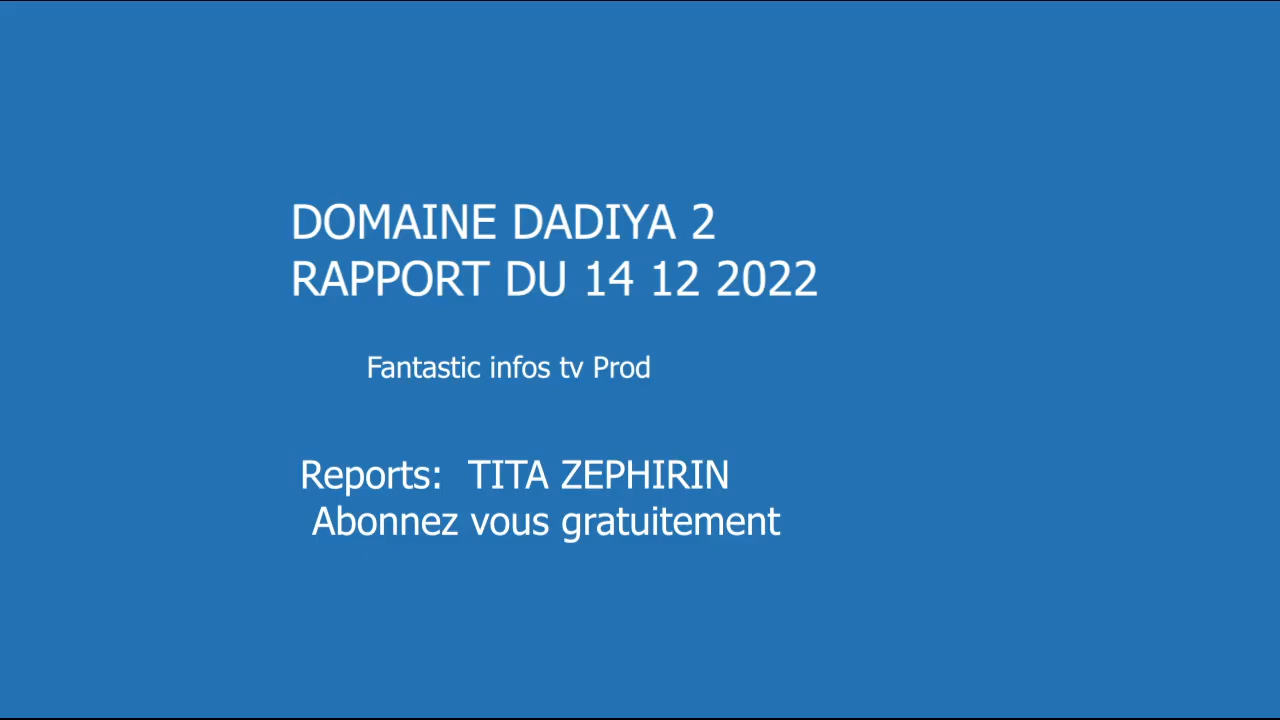 DOMAINE DADIYA 2
RAPPORT DU 14 12 2022
Fantastic infos tv Prod
Reports: TITA ZEPHIRIN
Abonnez vous gratuitement